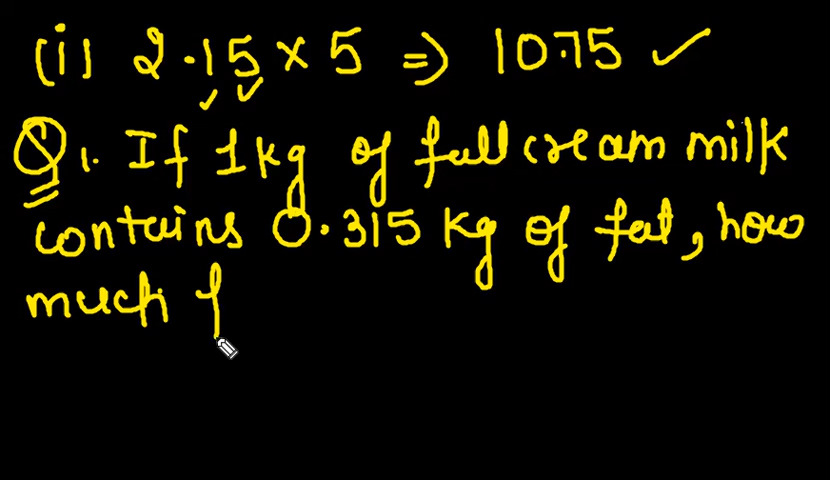 (i) 2.15 × 5 ⇒ 10.75 ✓
Q1. If 1kg of full cream milk
contains 0.315 kg of fat, how
much f